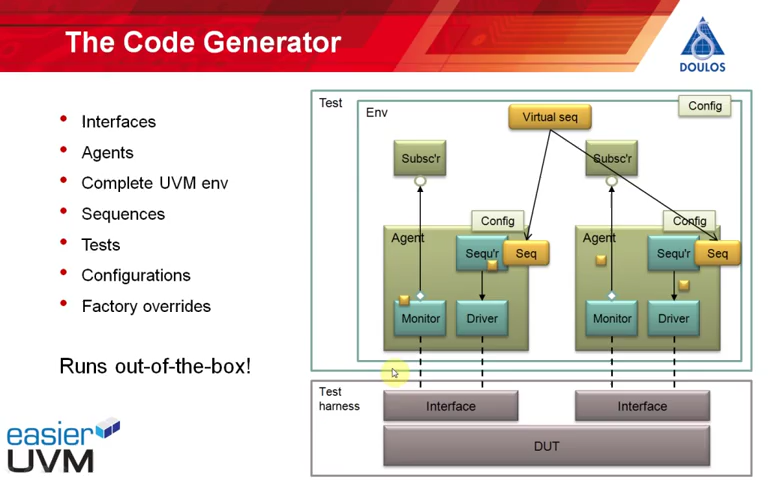 The Code Generator
DOULOS
Interfaces
Agents
Complete UVM env
Sequences
Tests
Configurations
Factory overrides
Runs out-of-the-box!
easier
UVM
Test
Config
Env
Virtual seq
Subsc'r
Subsc'r
Config
Config
Agent
Sequ'r
Seq
Agent
Sequ'r
Seq
Monitor
Driver
Monitor
Driver
Test
harness
Interface
Interface
DUT